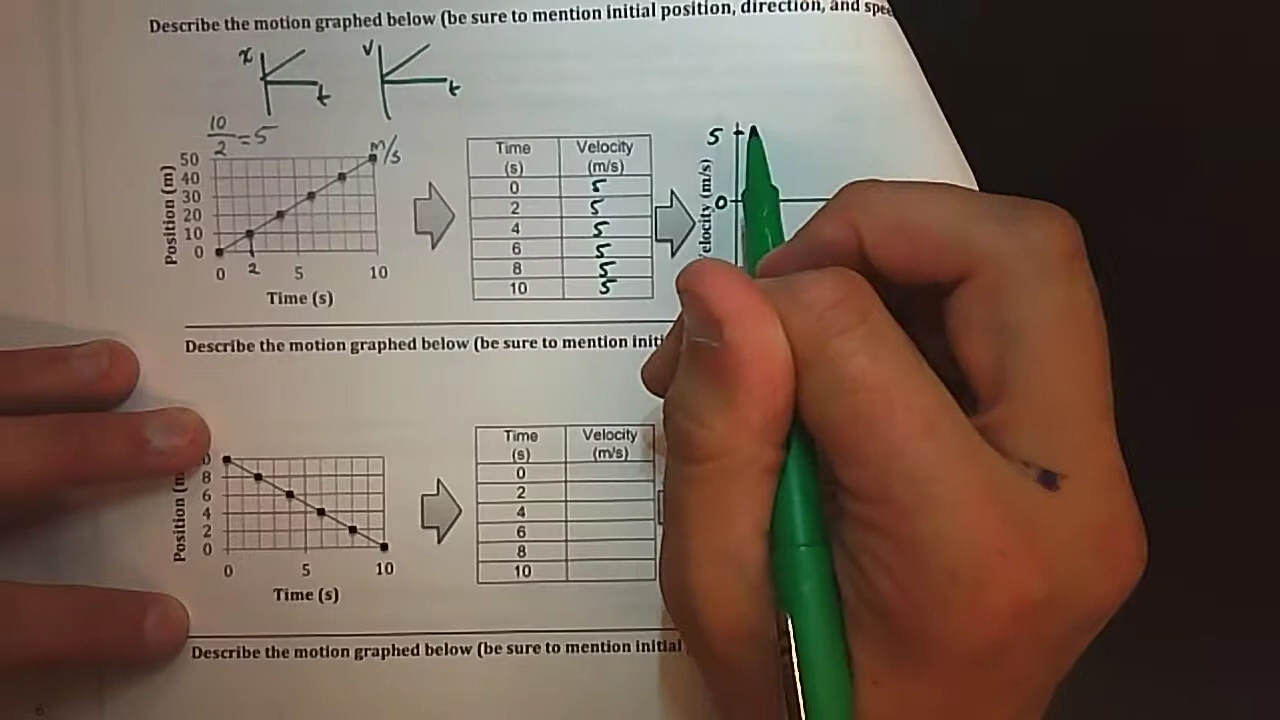 Describe the motion graphed below (be sure to mention initial position, direction, and spee
x t
v t
10/2 = 5 m/s
Position (m)
50
40
30
20
10
0
0 2 5 10
Time (s)
Time (s) Velocity (m/s)
0 5
2 5
4 5
6 5
8 5
10 5
Velocity (m/s)
5
0
Describe the motion graphed below (be sure to mention initi
Position (m
0
8
6
4
2
0
0 5 10
Time (s)
Time (s) Velocity (m/s)
0
2
4
6
8
10
Describe the motion graphed below (be sure to mention initial
6